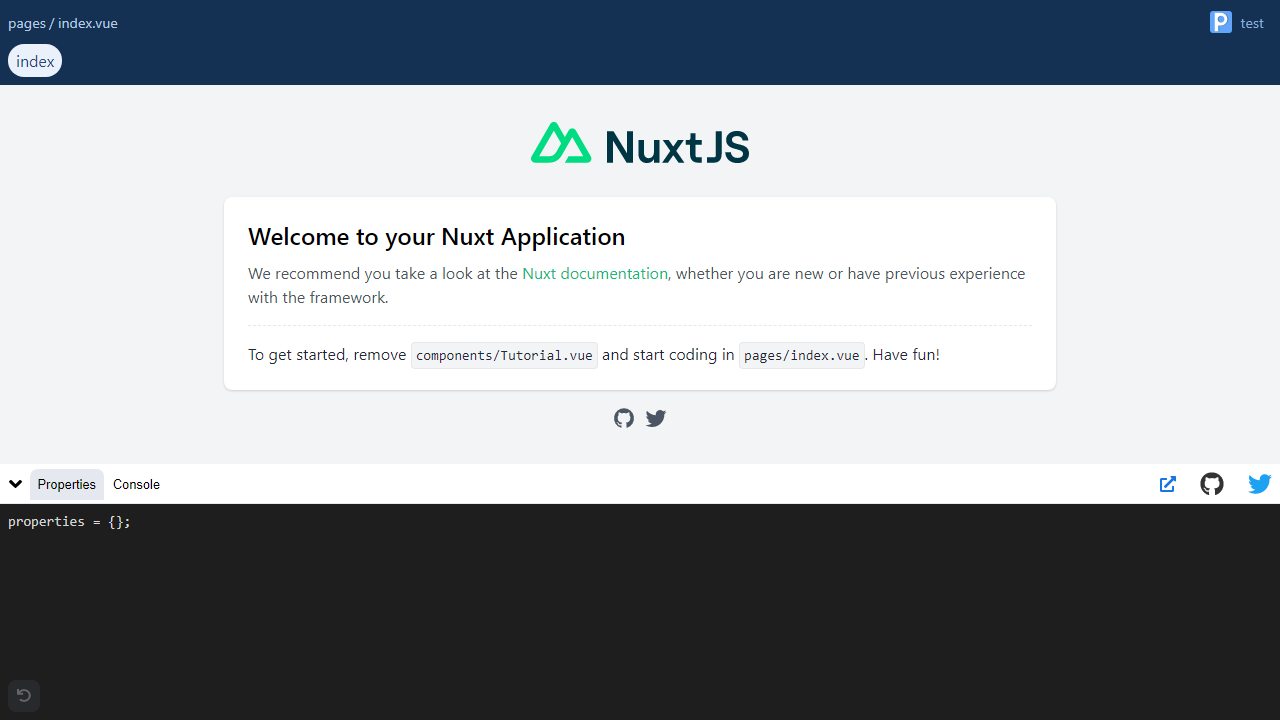 pages / index.vue
P test
index
NuxtJS
Welcome to your Nuxt Application
We recommend you take a look at the Nuxt documentation, whether you are new or have previous experience
with the framework.
To get started, remove components/Tutorial.vue and start coding in pages/index.vue. Have fun!
Properties Console
properties = {};